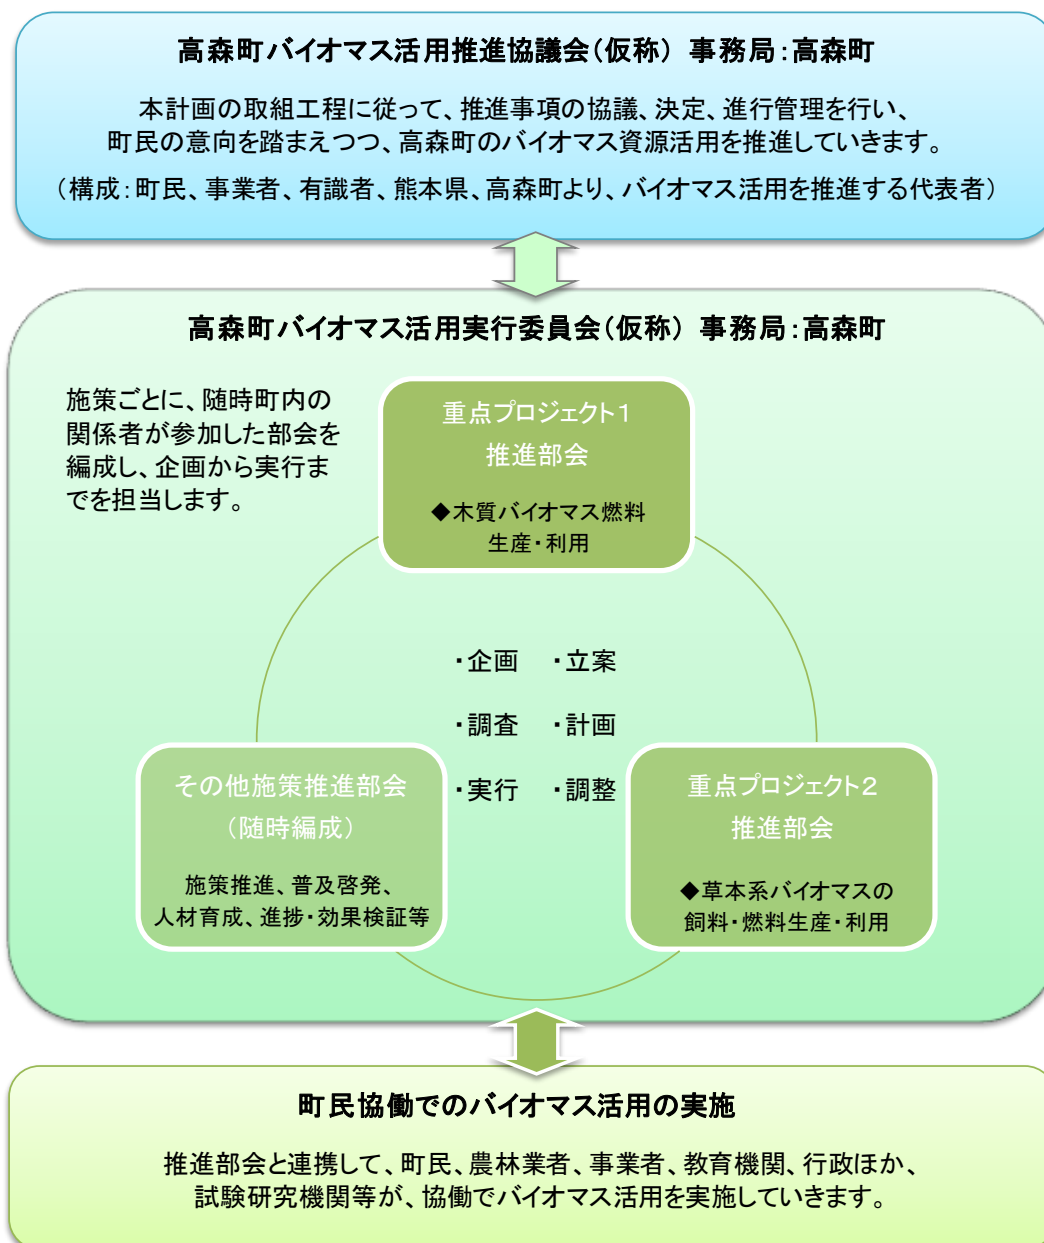 高森町バイオマス活用推進協議会(仮称) 事務局:高森町
本計画の取組工程に従って、推進事項の協議、決定、進行管理を行い、
町民の意向を踏まえつつ、高森町のバイオマス資源活用を推進していきます。
(構成:町民、事業者、有識者、熊本県、高森町より、バイオマス活用を推進する代表者)
高森町バイオマス活用実行委員会(仮称) 事務局:高森町
施策ごとに、随時町内の
関係者が参加した部会を
編成し、企画から実行ま
でを担当します。
重点プロジェクト1
推進部会
◆木質バイオマス燃料
生産・利用
・企画 ・立案
・調査 ・計画
・実行 ・調整
その他施策推進部会
(随時編成)
施策推進、普及啓発、
人材育成、進捗・効果検証等
重点プロジェクト2
推進部会
◆草本系バイオマスの
飼料・燃料生産・利用
町民協働でのバイオマス活用の実施
推進部会と連携して、町民、農林業者、事業者、教育機関、行政ほか、
試験研究機関等が、協働でバイオマス活用を実施していきます。